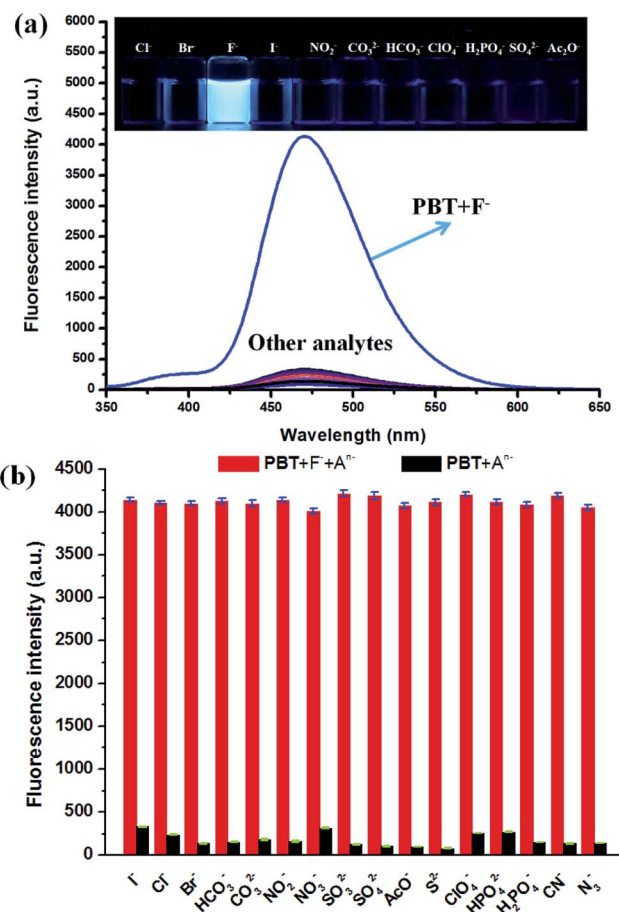 (a)
6000
5500
5000
4500
4000
3500
3000
2500
2000
1500
1000
500
0
Fluorescence intensity (a.u.)
Cl⁻ Br⁻ F⁻ I⁻ NO₂⁻ CO₃²⁻ HCO₃⁻ ClO₄⁻ H₂PO₄⁻ SO₄²⁻ Ac₂O⁻
PBT+F⁻
Other analytes
350 400 450 500 550 600 650
Wavelength (nm)
(b)
PBT+F⁻+Aⁿ⁻ PBT+Aⁿ⁻
4500
4000
3500
3000
2500
2000
1500
1000
500
0
Fluorescence intensity (a.u.)
I⁻ Cl⁻ Br⁻ HCO₃⁻ CO₃²⁻ NO₂⁻ NO₃⁻ SO₃²⁻ SO₄²⁻ AcO⁻ S²⁻ ClO₄⁻ HPO₄²⁻ H₂PO₄⁻ CN⁻ N₃⁻